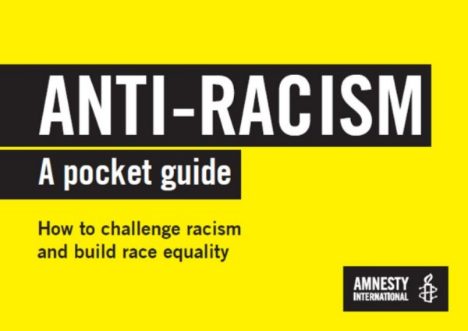 ANTI-RACISM
A pocket guide
How to challenge racism
and build race equality
AMNESTY
INTERNATIONAL